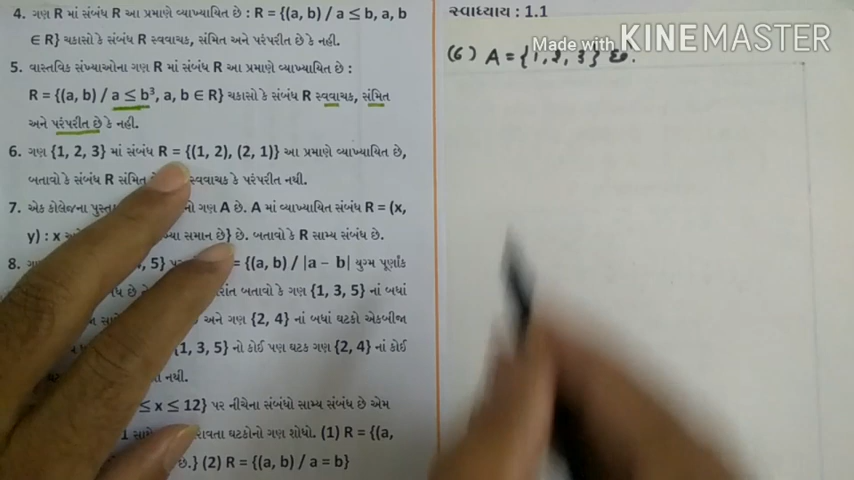 4. ગણ R માં સંબંધ R આ પ્રમાણે વ્યાખ્યાયિત છે : R = {(a, b) / a ≤ b, a, b
∈ R} ચકાસો કે સંબંધ R સ્વવાચક, સંમિત અને પરંપરીત છે કે નહી.
5. વાસ્તવિક સંખ્યાઓના ગણ R માં સંબંધ R આ પ્રમાણે વ્યાખ્યાયિત છે :
R = {(a, b) / a ≤ b³, a, b ∈ R} ચકાસો કે સંબંધ R સ્વવાચક, સંમિત
અને પરંપરીત છે કે નહી.
6. ગણ {1, 2, 3} માં સંબંધ R = {(1, 2), (2, 1)} આ પ્રમાણે વ્યાખ્યાયિત છે,
બતાવો કે સંબંધ R સંમિત સ્વવાચક કે પરંપરીત નથી.
7. એક કોલેજના નો ગણ A છે. A માં વ્યાખ્યાયિત સંબંધ R = (x,
y) : x સમાન છે} છે. બતાવો કે R સામ્ય સંબંધ છે.
8. 5} = {(a, b) / |a – b| યુગ્મ પૂર્ણાંક
બતાવો કે ગણ {1, 3, 5} નાં બધાં
અને ગણ {2, 4} નાં બધાં ઘટકો એકબીજા
1, 3, 5} નો કોઈ પણ ઘટક ગણ {2, 4} નાં કોઈ
નથી.
≤ x ≤ 12} પર નીચેના સંબંધો સામ્ય સંબંધ છે એમ
ઘટકોનો ગણ શોધો. (1) R = {(a,
છે.} (2) R = {(a, b) / a = b}
સ્વાધ્યાય : 1.1
Made with KINEMASTER
(6) A = {1, 2, 3} છે.